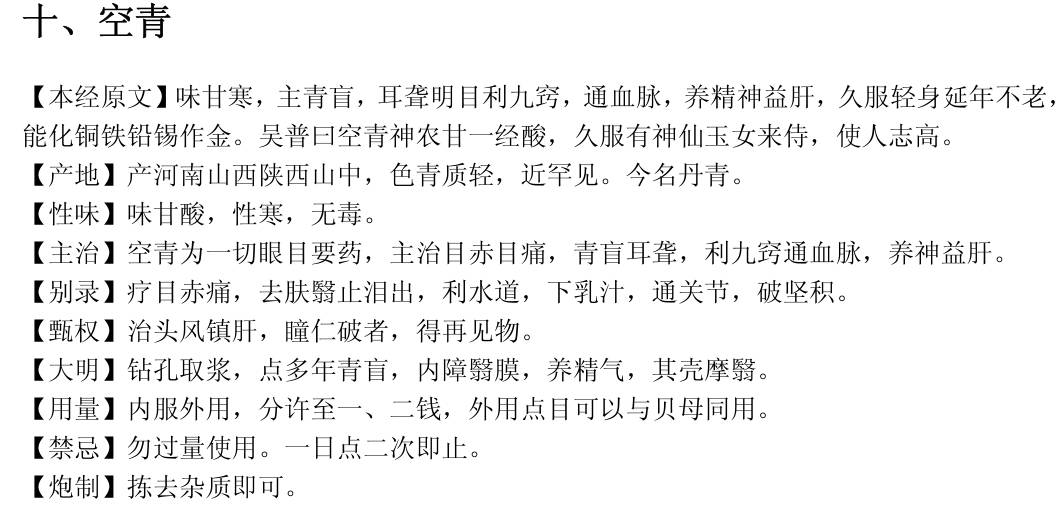 十、空青
【本经原文】味甘寒，主青盲，耳聋明目利九窍，通血脉，养精神益肝，久服轻身延年不老，
能化铜铁铅锡作金。吴普曰空青神农甘一经酸，久服有神仙玉女来侍，使人志高。
【产地】产河南山西陕西山中，色青质轻，近罕见。今名丹青。
【性味】味甘酸，性寒，无毒。
【主治】空青为一切眼目要药，主治目赤目痛，青盲耳聋，利九窍通血脉，养神益肝。
【别录】疗目赤痛，去肤翳止泪出，利水道，下乳汁，通关节，破坚积。
【甄权】治头风镇肝，瞳仁破者，得再见物。
【大明】钻孔取浆，点多年青盲，内障翳膜，养精气，其壳摩翳。
【用量】内服外用，分许至一、二钱，外用点目可以与贝母同用。
【禁忌】勿过量使用。一日点二次即止。
【炮制】拣去杂质即可。